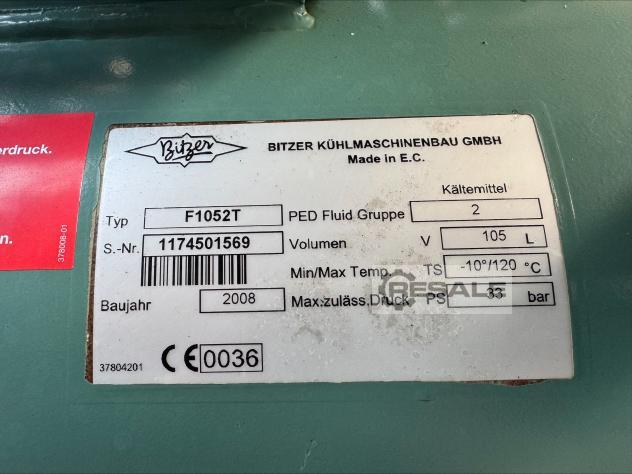 erdruck.
n.
378008-01
Bitzer
BITZER KÜHLMASCHINENBAU GMBH
Made in E.C.
Kältemittel
Typ F1052T PED Fluid Gruppe 2
S.-Nr. 1174501569 Volumen V 105 L
Min/Max Temp. TS -10°/120 °C
Baujahr 2008 Max.zuläss.Druck PS 33 bar
RESALE
37804201 CE 0036